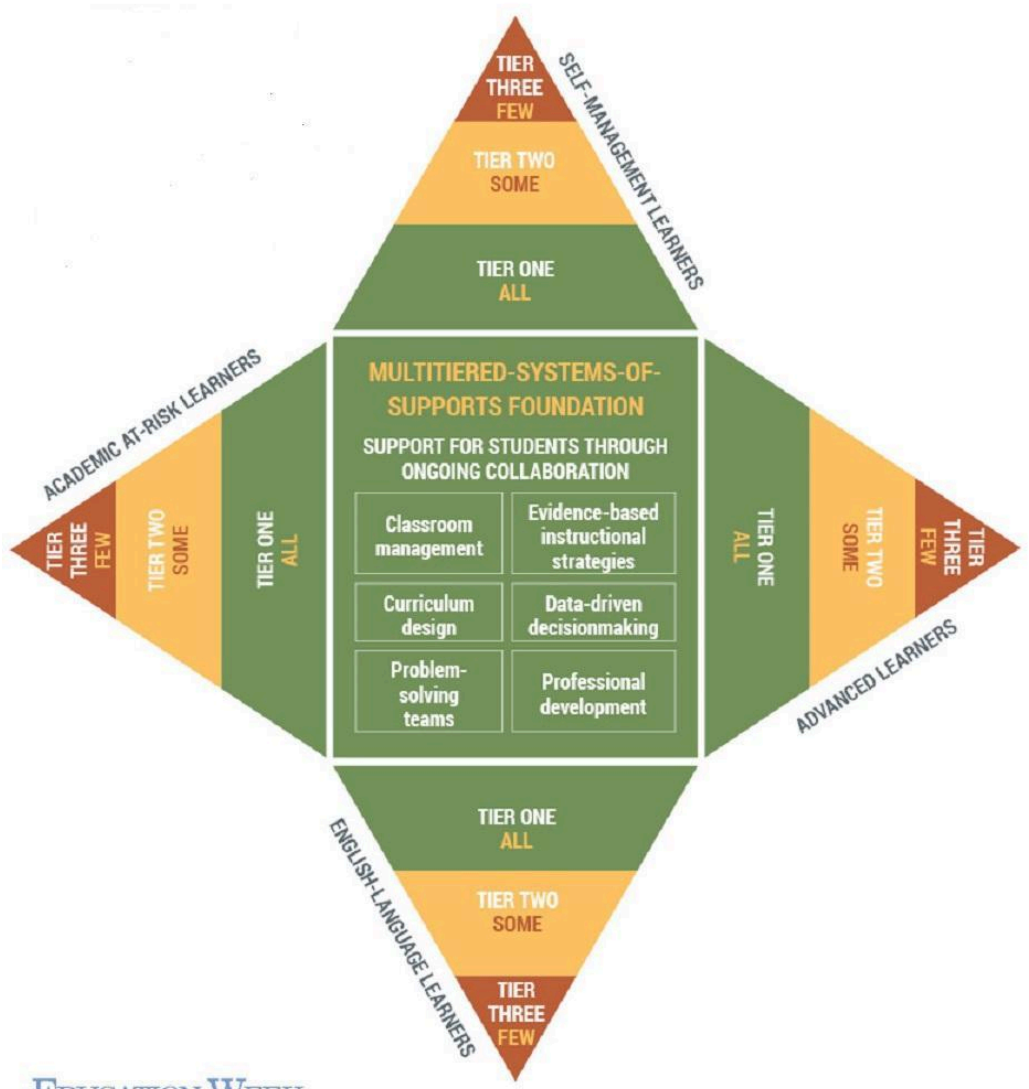 TIER
THREE
FEW
TIER TWO
SOME
TIER ONE
ALL
SELF-MANAGEMENT LEARNERS
ACADEMIC AT-RISK LEARNERS
TIER
THREE
FEW
TIER TWO
SOME
TIER ONE
ALL
MULTITIERED-SYSTEMS-OF-
SUPPORTS FOUNDATION
SUPPORT FOR STUDENTS THROUGH
ONGOING COLLABORATION
Classroom
management
Evidence-based
instructional
strategies
Curriculum
design
Data-driven
decisionmaking
Problem-
solving
teams
Professional
development
TIER ONE
ALL
TIER TWO
SOME
TIER
THREE
FEW
ADVANCED LEARNERS
ENGLISH-LANGUAGE LEARNERS
TIER ONE
ALL
TIER TWO
SOME
TIER
THREE
FEW
EDUCATION WEEK